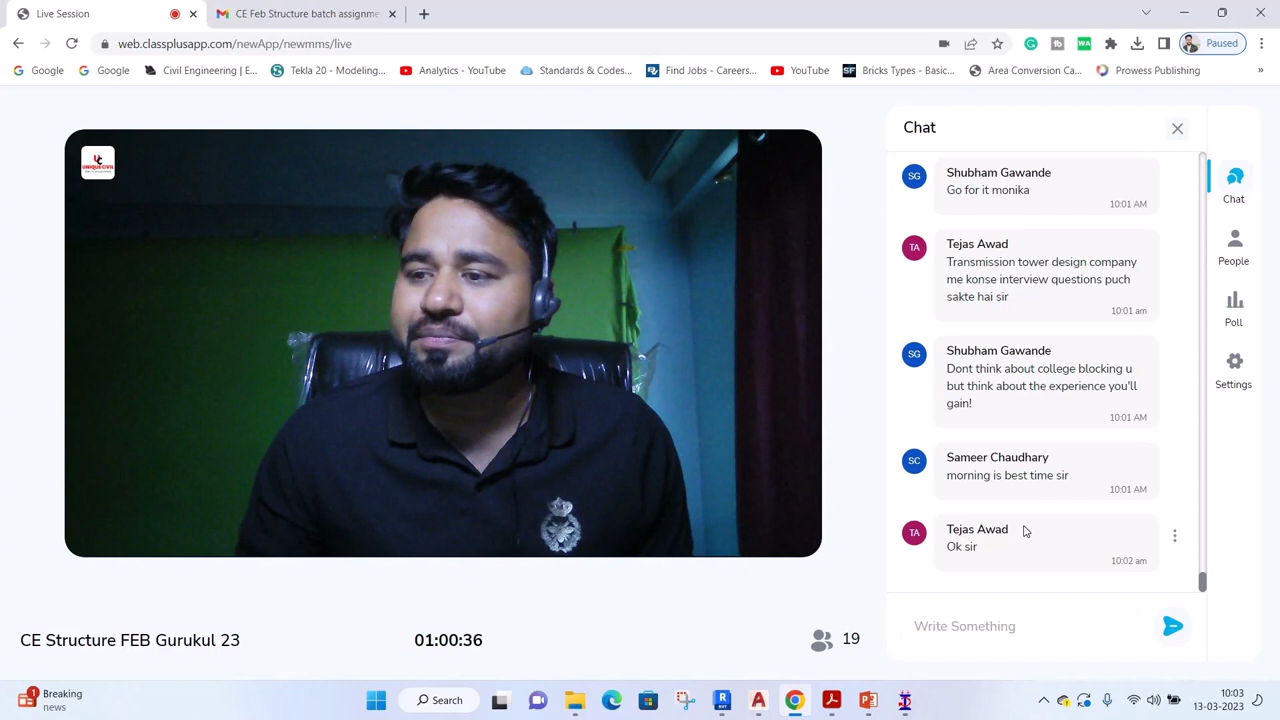 Live Session
CE Feb Structure batch assignme
web.classplusapp.com/newApp/newmms/live
Paused
Google
Google
Civil Engineering | E...
Tekla 20 - Modeling...
Analytics - YouTube
Standards & Codes...
Find Jobs - Careers...
YouTube
Bricks Types - Basic...
Area Conversion Ca...
Prowess Publishing
UC
UNIQUE CIVIL
Chat
SG
Shubham Gawande
Go for it monika
10:01 AM
TA
Tejas Awad
Transmission tower design company
me konse interview questions puch
sakte hai sir
10:01 am
SG
Shubham Gawande
Dont think about college blocking u
but think about the experience you'll
gain!
10:01 AM
SC
Sameer Chaudhary
morning is best time sir
10:01 AM
TA
Tejas Awad
Ok sir
10:02 am
Write Something
Chat
People
Poll
Settings
CE Structure FEB Gurukul 23
01:00:36
19
1
Breaking
news
Search
10:03
13-03-2023